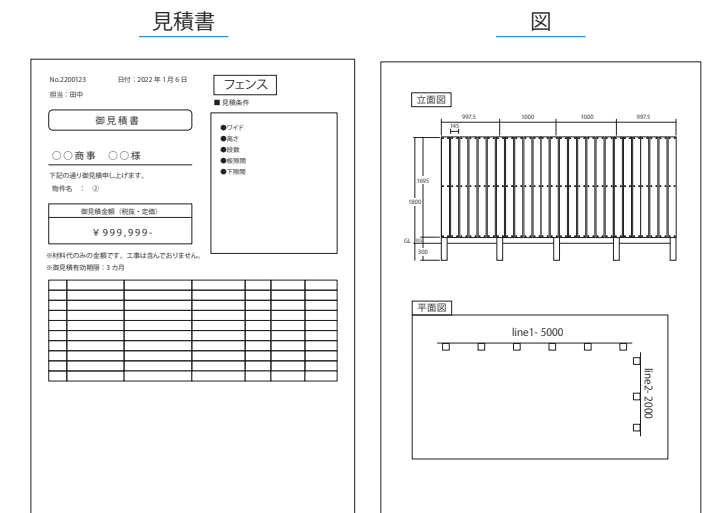 見積書
図
No.2200123 日付：2022年1月6日
担当：田中
フェンス
■ 見積条件
御見積書
●ワイド
●高さ
●段数
●板隙間
●下隙間
○○商事 ○○様
下記の通り御見積申し上げます。
物件名 ： ②
御見積金額（税抜・定価）
￥999,999-
※材料代のみの金額です。工事は含んでおりません。
※御見積有効期限：3カ月
立面図
997.5 1000 1000 997.5
145
1695
1800
GL
300
平面図
line1- 5000
line2- 2000